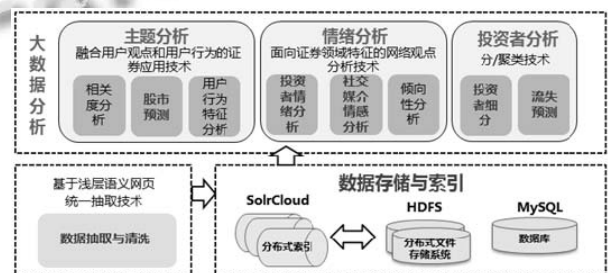 大
数
据
分
析
主题分析
融合用户观点和用户行为的证
券应用技术
相关
度分
析
股市
预测
用户
行为
特征
分析
情绪分析
面向证券领域特征的网络观点
分析技术
投资
者情
绪分
析
社交
媒介
情感
分析
倾向
性分
析
投资者分析
分/聚类技术
投资
者细
分
流失
预测
基于浅层语义网页
统一抽取技术
数据抽取与清洗
数据存储与索引
SolrCloud
分布式索引
HDFS
分布式文件
存储系统
MySQL
数据库